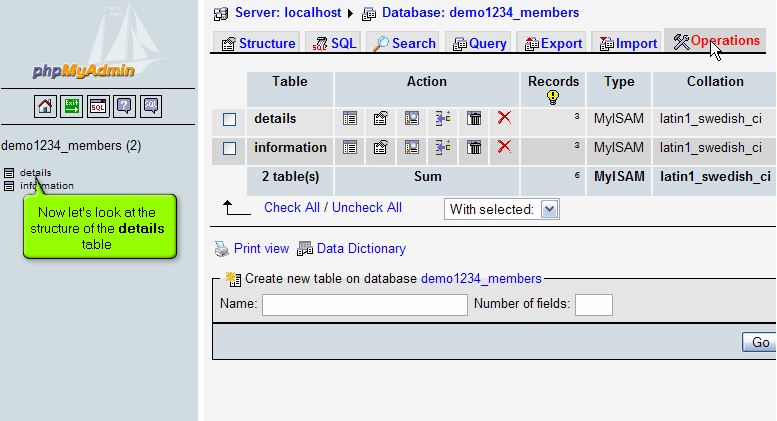 Server: localhost Database: demo1234_members
Structure SQL Search Query Export Import Operations
phpMyAdmin
SQL ? SQL
demo1234_members (2)
details
information
Now let's look at the
structure of the details
table
Table Action Records Type Collation
details 3 MyISAM latin1_swedish_ci
information 3 MyISAM latin1_swedish_ci
2 table(s) Sum 6 MyISAM latin1_swedish_ci
Check All / Uncheck All With selected:
Print view Data Dictionary
Create new table on database demo1234_members
Name: Number of fields:
Go